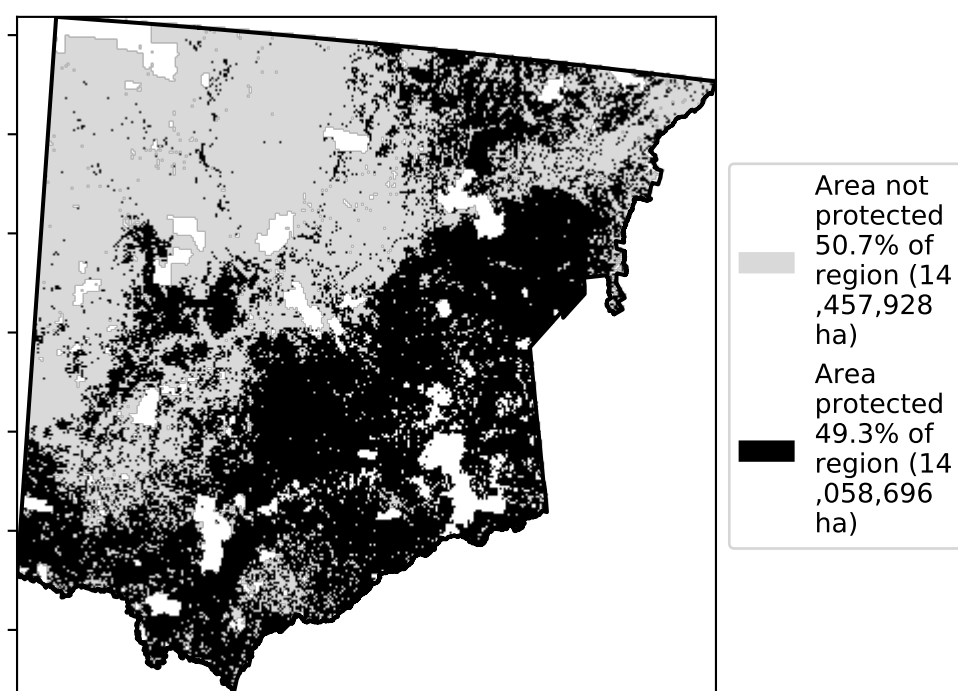 Area not
protected
50.7% of
region (14
,457,928
ha)
Area
protected
49.3% of
region (14
,058,696
ha)